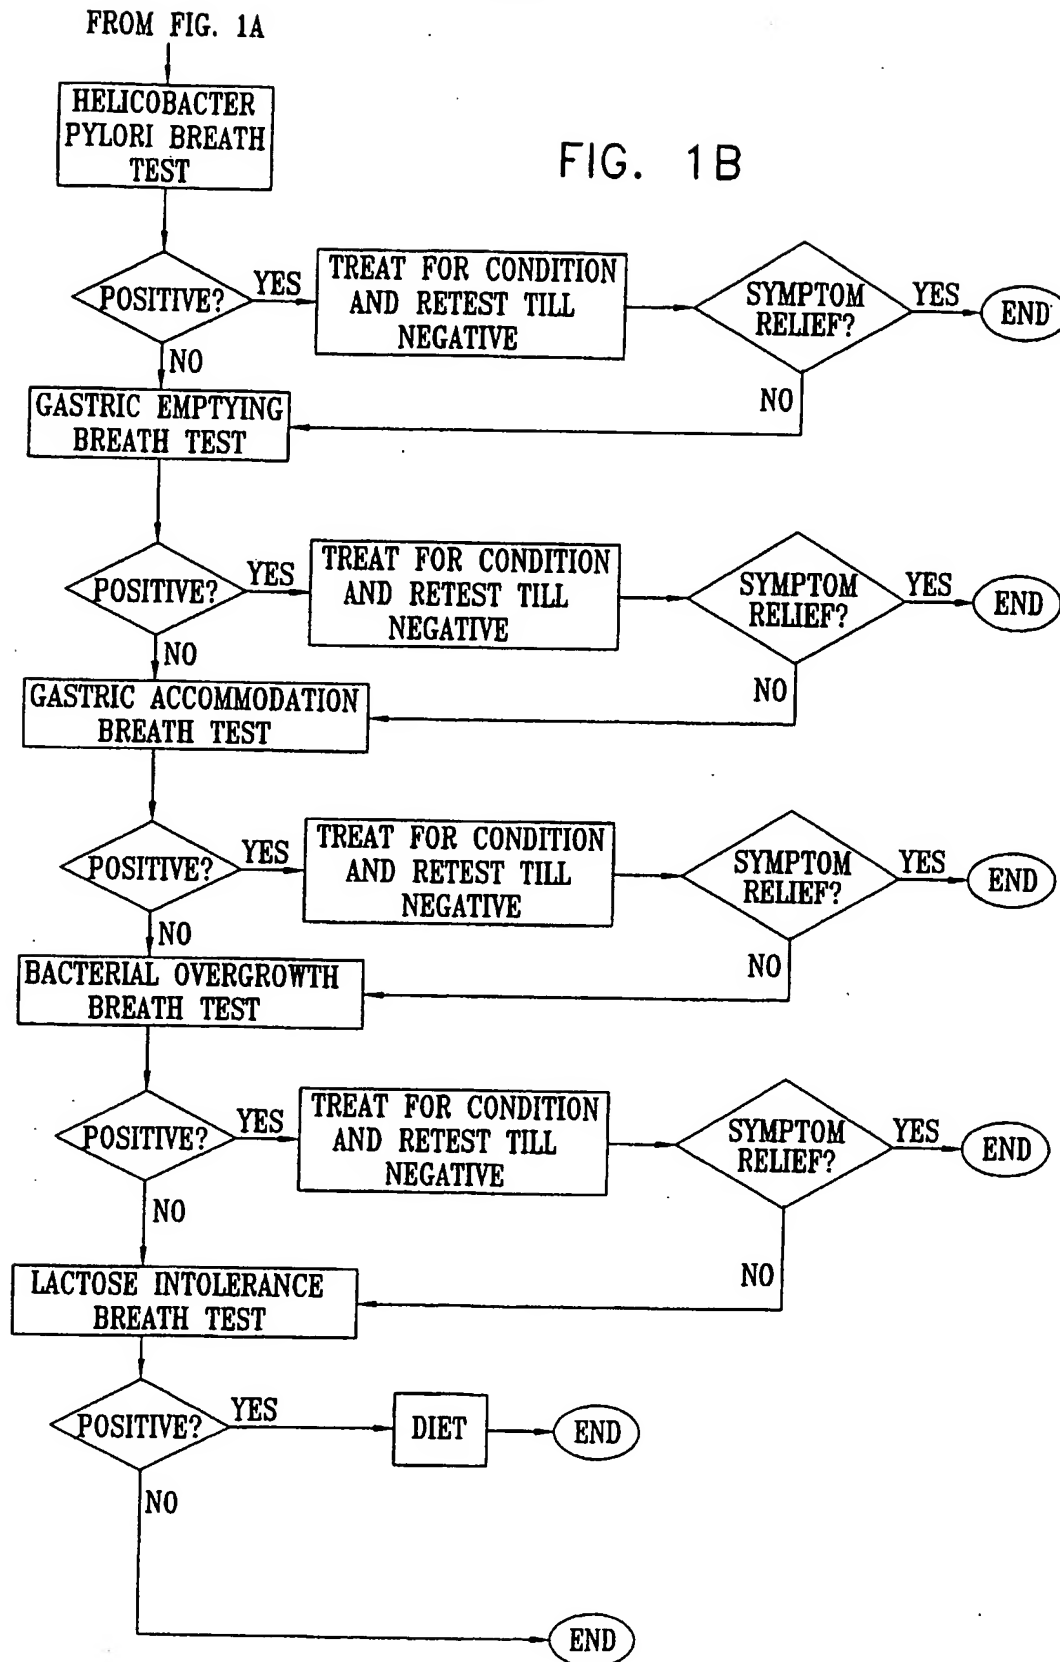 FROM FIG. 1A
HELICOBACTER
PYLORI BREATH
TEST
FIG. 1B
POSITIVE?
YES
TREAT FOR CONDITION
AND RETEST TILL
NEGATIVE
SYMPTOM
RELIEF?
YES
END
NO
NO
GASTRIC EMPTYING
BREATH TEST
POSITIVE?
YES
TREAT FOR CONDITION
AND RETEST TILL
NEGATIVE
SYMPTOM
RELIEF?
YES
END
NO
NO
GASTRIC ACCOMMODATION
BREATH TEST
POSITIVE?
YES
TREAT FOR CONDITION
AND RETEST TILL
NEGATIVE
SYMPTOM
RELIEF?
YES
END
NO
NO
BACTERIAL OVERGROWTH
BREATH TEST
POSITIVE?
YES
TREAT FOR CONDITION
AND RETEST TILL
NEGATIVE
SYMPTOM
RELIEF?
YES
END
NO
NO
LACTOSE INTOLERANCE
BREATH TEST
POSITIVE?
YES
DIET
END
NO
END